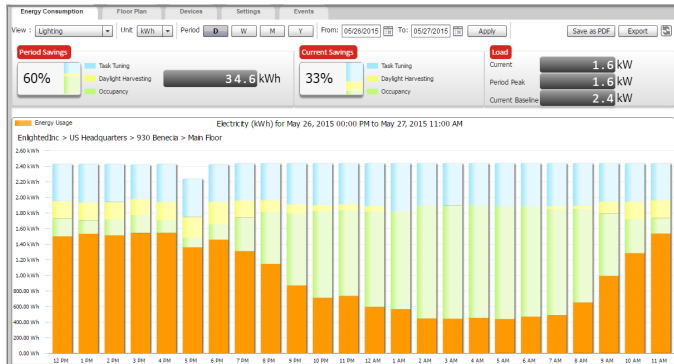 Energy Consumption Floor Plan Devices Settings Events
View : Lighting Unit kWh Period D W M Y From: 05/26/2015 To: 05/27/2015 Apply Save as PDF Export
Period Savings
60%
Task Tuning
Daylight Harvesting
Occupancy
34.6 kWh
Current Savings
33%
Task Tuning
Daylight Harvesting
Occupancy
Load
Current 1.6 kW
Period Peak 1.6 kW
Current Baseline 2.4 kW
Energy Usage
Electricity (kWh) for May 26, 2015 00:00 PM to May 27, 2015 11:00 AM
EnlightedInc > US Headquarters > 930 Benecia > Main Floor
2.60 kWh
2.40 kWh
2.20 kWh
2.00 kWh
1.80 kWh
1.60 kWh
1.40 kWh
1.20 kWh
1.00 kWh
800.00 Wh
600.00 Wh
400.00 Wh
200.00 Wh
0.00 kWh
12 PM 1 PM 2 PM 3 PM 4 PM 5 PM 6 PM 7 PM 8 PM 9 PM 10 PM 11 PM 12 AM 1 AM 2 AM 3 AM 4 AM 5 AM 6 AM 7 AM 8 AM 9 AM 10 AM 11 AM